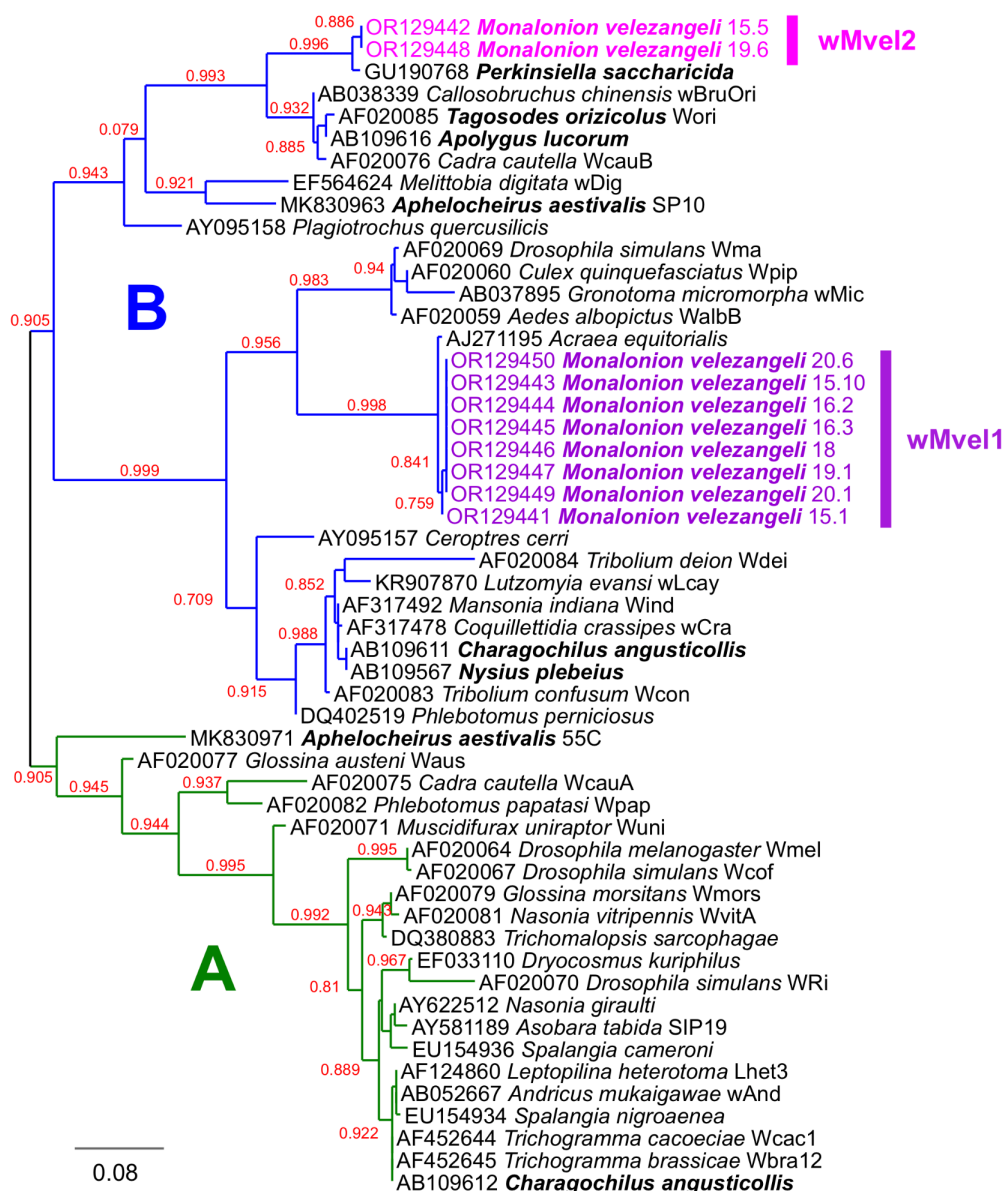 0.886
OR129442 Monalonion velezangeli 15.5
wMvel2
0.996
OR129448 Monalonion velezangeli 19.6
GU190768 Perkinsiella saccharicida
0.993
AB038339 Callosobruchus chinensis wBruOri
0.932
AF020085 Tagosodes orizicolus Wori
0.079
AB109616 Apolygus lucorum
0.885
AF020076 Cadra cautella WcauB
0.943
0.921
EF564624 Melittobia digitata wDig
MK830963 Aphelocheirus aestivalis SP10
AY095158 Plagiotrochus quercusilicis
AF020069 Drosophila simulans Wma
0.94
0.983
AF020060 Culex quinquefasciatus Wpip
AB037895 Gronotoma micromorpha wMic
B
0.905
AF020059 Aedes albopictus WalbB
0.956
AJ271195 Acraea equitorialis
OR129450 Monalonion velezangeli 20.6
OR129443 Monalonion velezangeli 15.10
0.998
OR129444 Monalonion velezangeli 16.2
OR129445 Monalonion velezangeli 16.3
wMvel1
OR129446 Monalonion velezangeli 18
0.841
0.999
OR129447 Monalonion velezangeli 19.1
OR129449 Monalonion velezangeli 20.1
0.759
OR129441 Monalonion velezangeli 15.1
AY095157 Ceroptres cerri
AF020084 Tribolium deion Wdei
0.852
KR907870 Lutzomyia evansi wLcay
0.709
AF317492 Mansonia indiana Wind
AF317478 Coquillettidia crassipes wCra
0.988
AB109611 Charagochilus angusticollis
AB109567 Nysius plebeius
0.915
AF020083 Tribolium confusum Wcon
DQ402519 Phlebotomus perniciosus
MK830971 Aphelocheirus aestivalis 55C
AF020077 Glossina austeni Waus
0.905
0.945
0.937
AF020075 Cadra cautella WcauA
AF020082 Phlebotomus papatasi Wpap
0.944
AF020071 Muscidifurax uniraptor Wuni
0.995
0.995
AF020064 Drosophila melanogaster Wmel
AF020067 Drosophila simulans Wcof
AF020079 Glossina morsitans Wmors
0.992
0.943
AF020081 Nasonia vitripennis WvitA
DQ380883 Trichomalopsis sarcophagae
A
0.967
EF033110 Dryocosmus kuriphilus
0.81
AF020070 Drosophila simulans WRi
AY622512 Nasonia giraulti
AY581189 Asobara tabida SIP19
EU154936 Spalangia cameroni
0.889
AF124860 Leptopilina heterotoma Lhet3
AB052667 Andricus mukaigawae wAnd
EU154934 Spalangia nigroaenea
0.922
AF452644 Trichogramma cacoeciae Wcac1
AF452645 Trichogramma brassicae Wbra12
0.08
AB109612 Charagochilus angusticollis